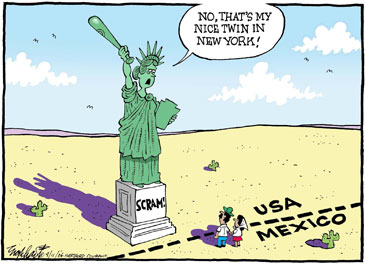 NO, THAT'S MY
NICE TWIN IN
NEW YORK!
SCRAM!
USA
MEXICO